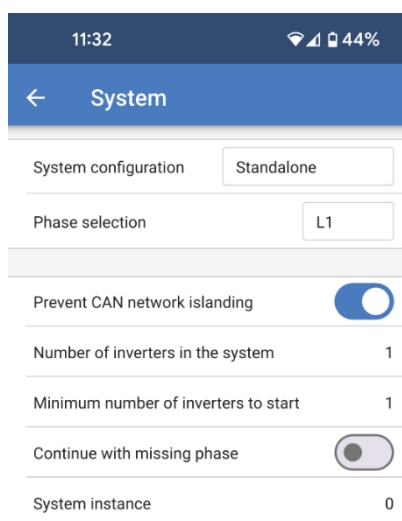 11:32 44%
System
System configuration Standalone
Phase selection L1
Prevent CAN network islanding
Number of inverters in the system 1
Minimum number of inverters to start 1
Continue with missing phase
System instance 0